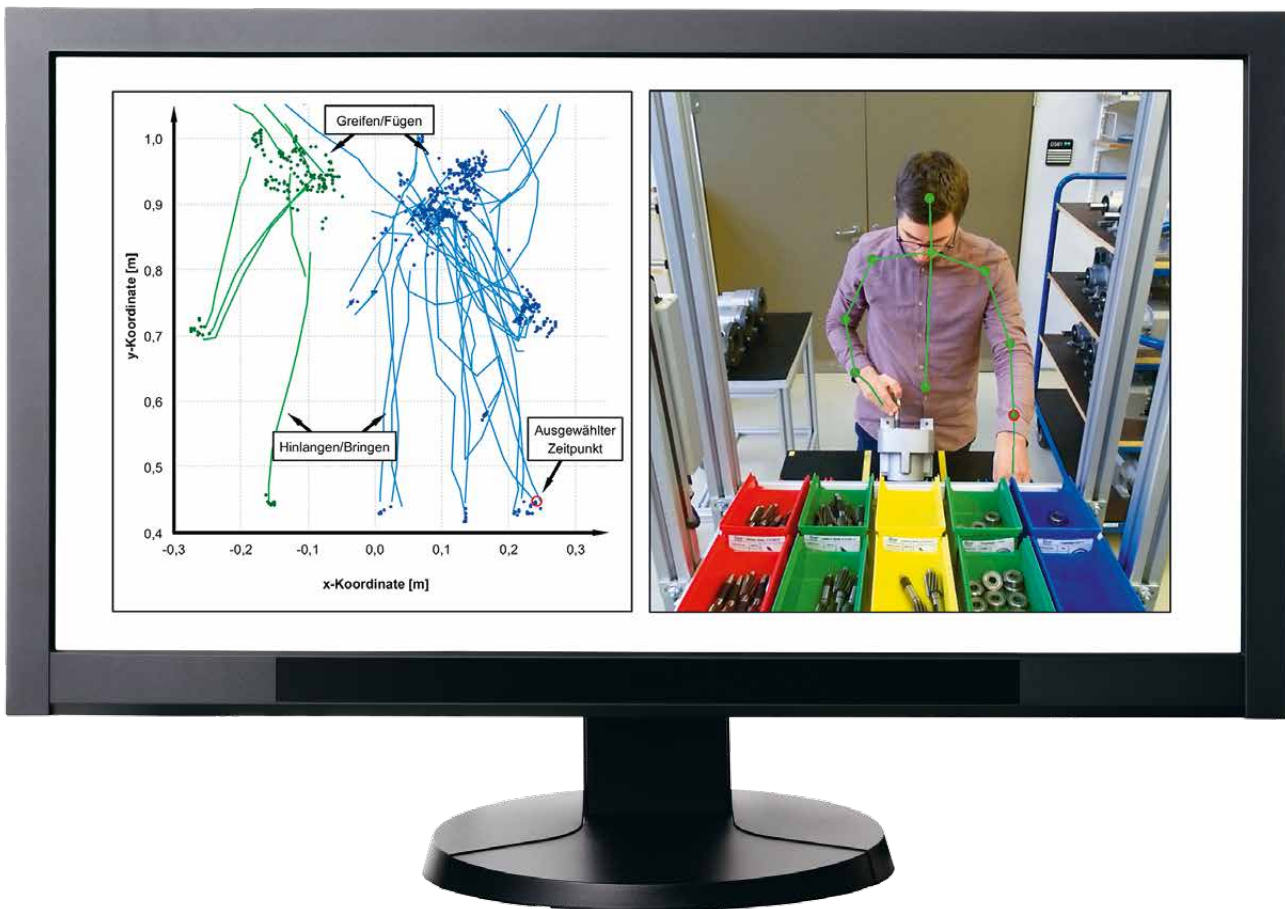 Greifen/Fügen
1,0
0,9
0,8
0,7
0,6
0,5
0,4
y-Koordinate [m]
Hinlangen/Bringen
Ausgewählter
Zeitpunkt
-0,3 -0,2 -0,1 0,0 0,1 0,2 0,3
x-Koordinate [m]